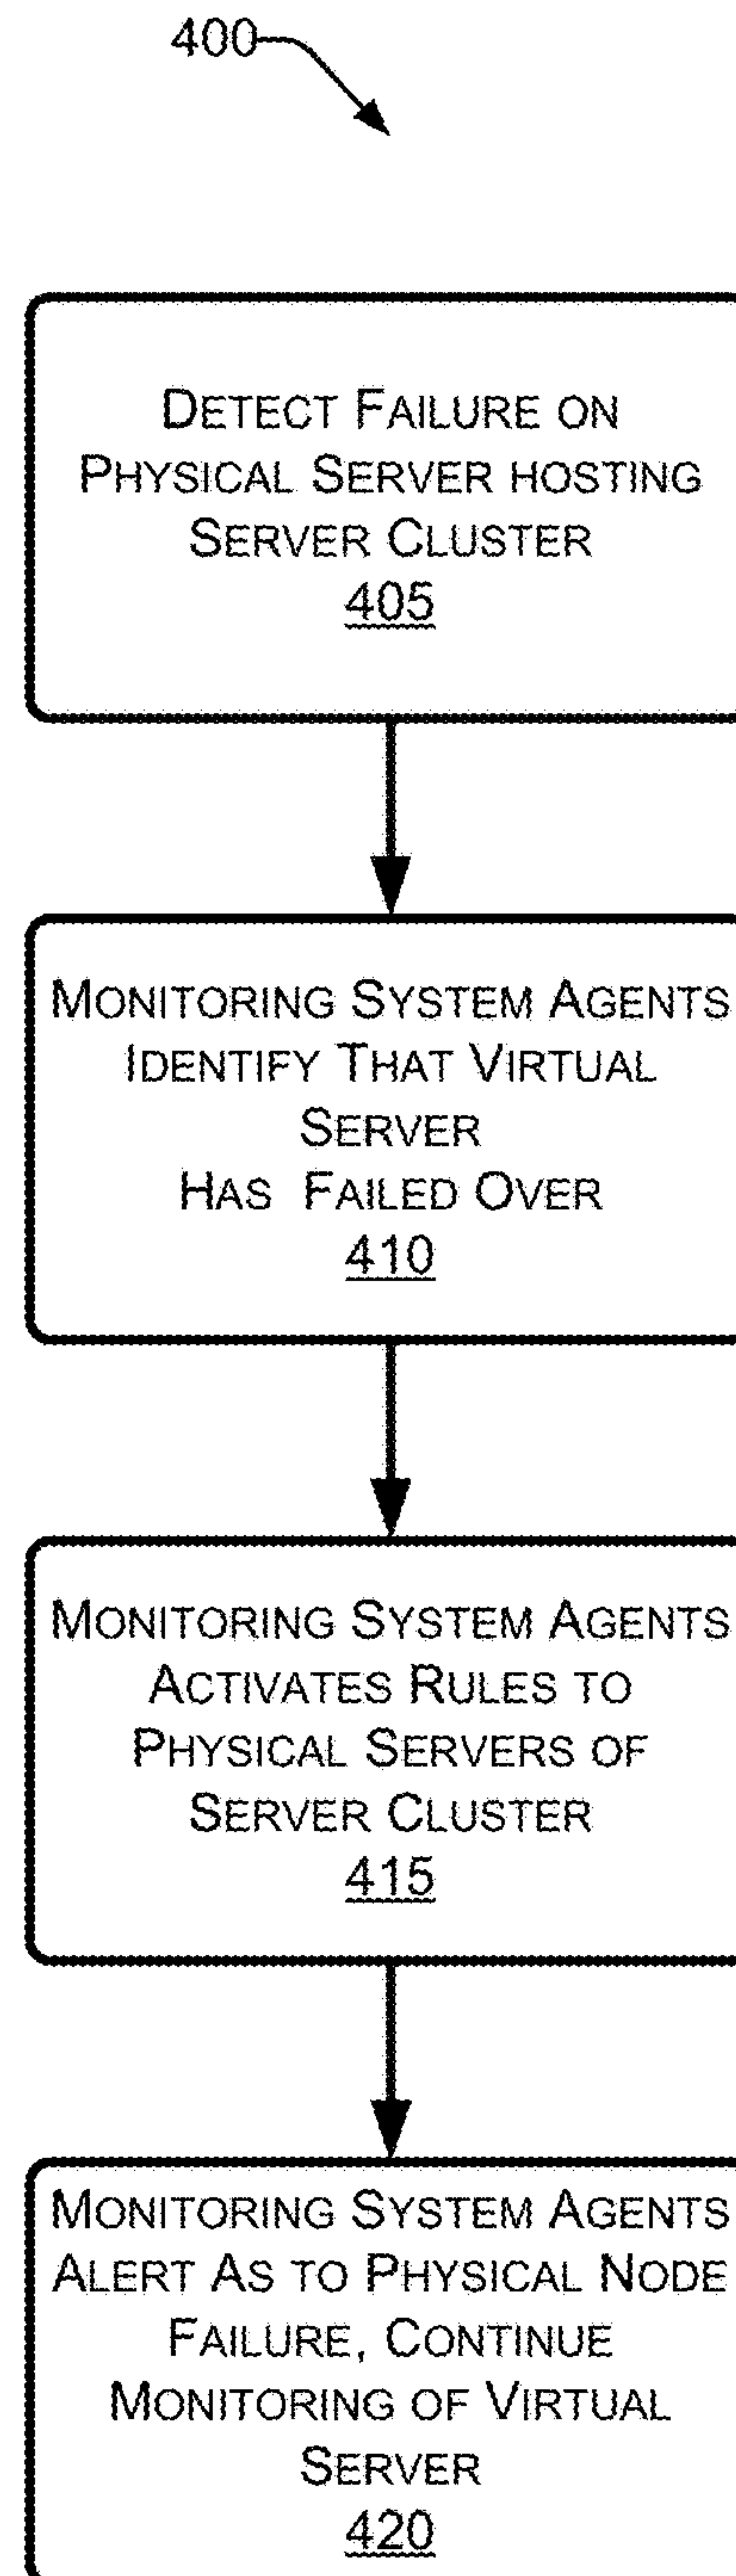 400
DETECT FAILURE ON
PHYSICAL SERVER HOSTING
SERVER CLUSTER
405
MONITORING SYSTEM AGENTS
IDENTIFY THAT VIRTUAL
SERVER
HAS FAILED OVER
410
MONITORING SYSTEM AGENTS
ACTIVATES RULES TO
PHYSICAL SERVERS OF
SERVER CLUSTER
415
MONITORING SYSTEM AGENTS
ALERT AS TO PHYSICAL NODE
FAILURE, CONTINUE
MONITORING OF VIRTUAL
SERVER
420